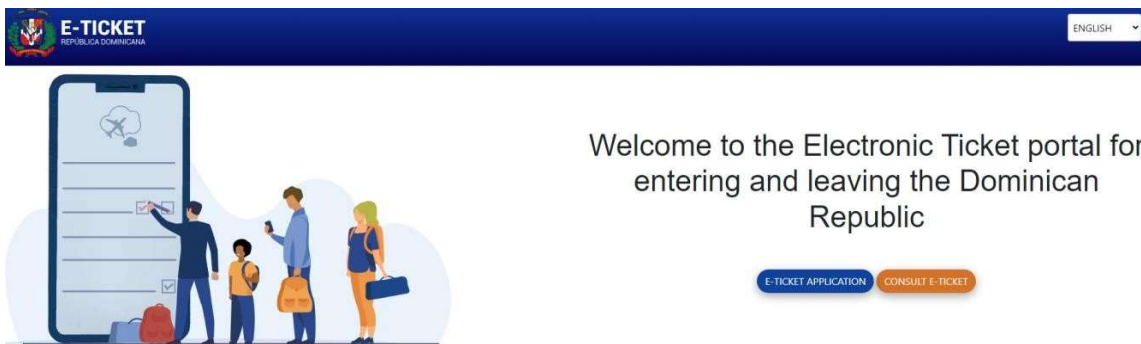 E-TICKET
REPÚBLICA DOMINICANA
ENGLISH
Welcome to the Electronic Ticket portal for
entering and leaving the Dominican
Republic
E-TICKET APPLICATION
CONSULT E-TICKET